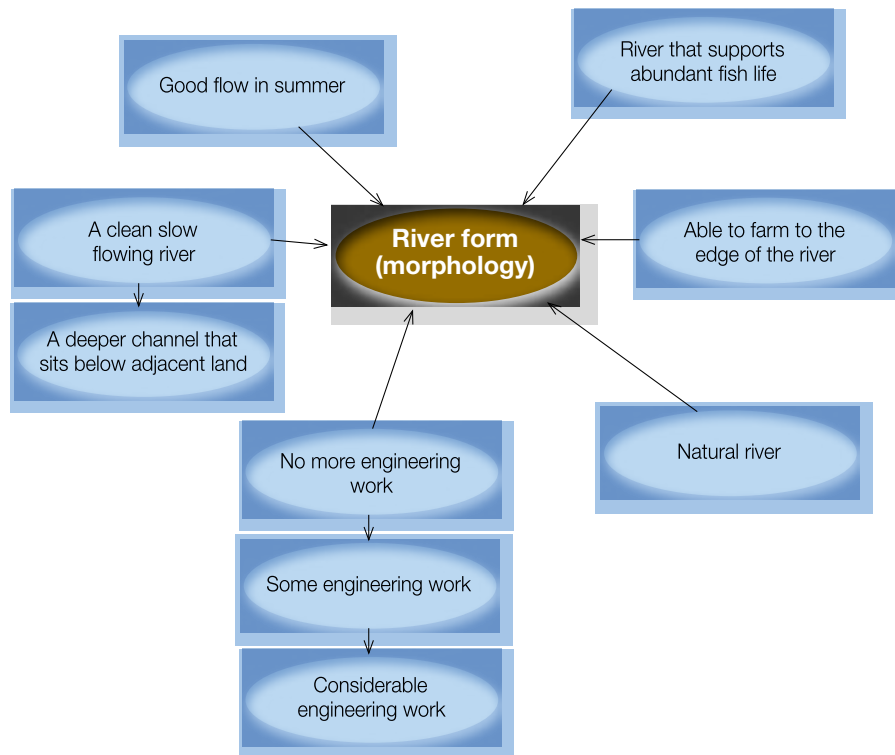 Good flow in summer
River that supports
abundant fish life
A clean slow
flowing river
River form
(morphology)
Able to farm to the
edge of the river
A deeper channel that
sits below adjacent land
No more engineering
work
Natural river
Some engineering work
Considerable
engineering work